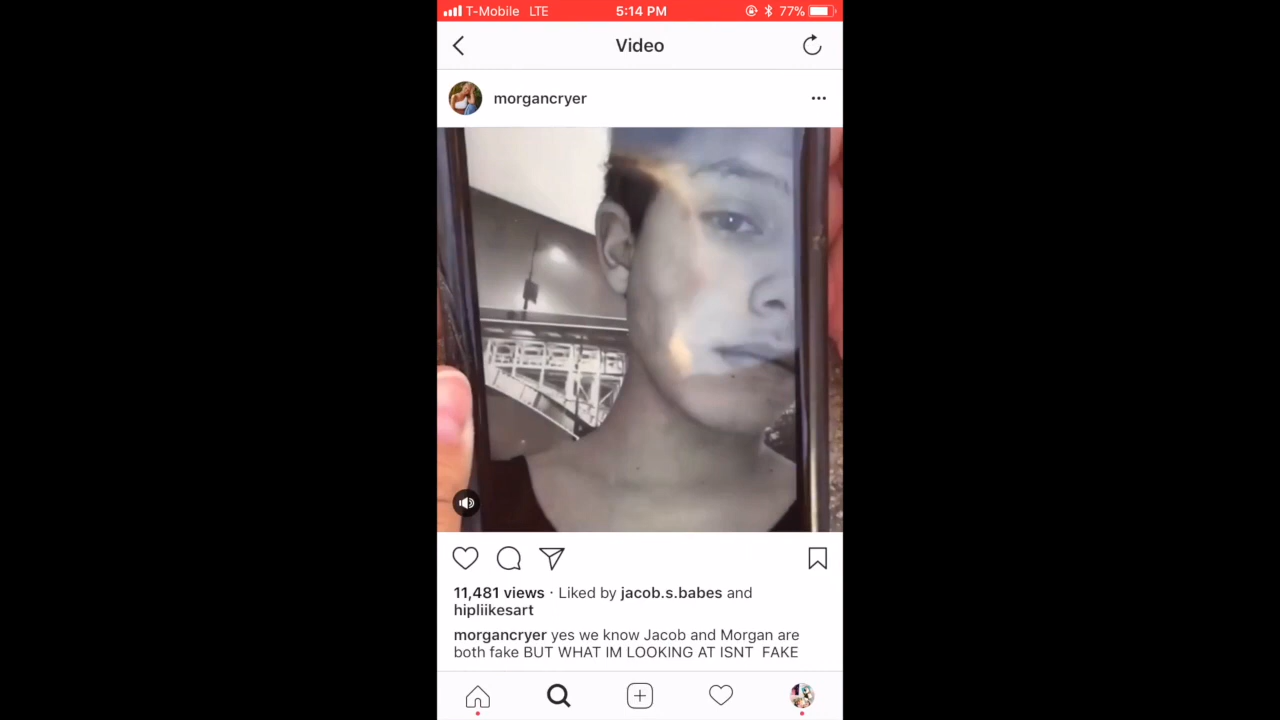 T-Mobile LTE 5:14 PM 77%
Video
morgancryer
11,481 views · Liked by jacob.s.babes and
hipliikesart
morgancryer yes we know Jacob and Morgan are
both fake BUT WHAT IM LOOKING AT ISNT  FAKE